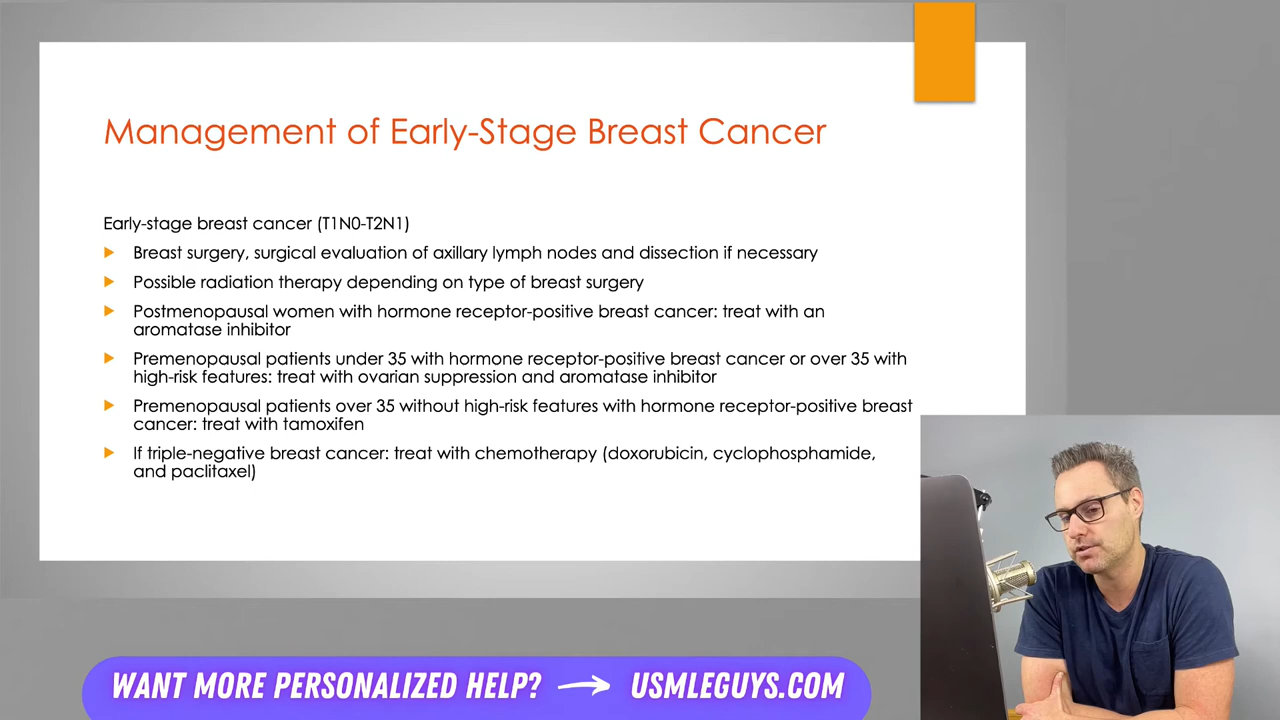 Management of Early-Stage Breast Cancer
Early-stage breast cancer (T1N0-T2N1)
Breast surgery, surgical evaluation of axillary lymph nodes and dissection if necessary
Possible radiation therapy depending on type of breast surgery
Postmenopausal women with hormone receptor-positive breast cancer: treat with an
aromatase inhibitor
Premenopausal patients under 35 with hormone receptor-positive breast cancer or over 35 with
high-risk features: treat with ovarian suppression and aromatase inhibitor
Premenopausal patients over 35 without high-risk features with hormone receptor-positive breast
cancer: treat with tamoxifen
If triple-negative breast cancer: treat with chemotherapy (doxorubicin, cyclophosphamide,
and paclitaxel)
WANT MORE PERSONALIZED HELP? → USMLEGUYS.COM